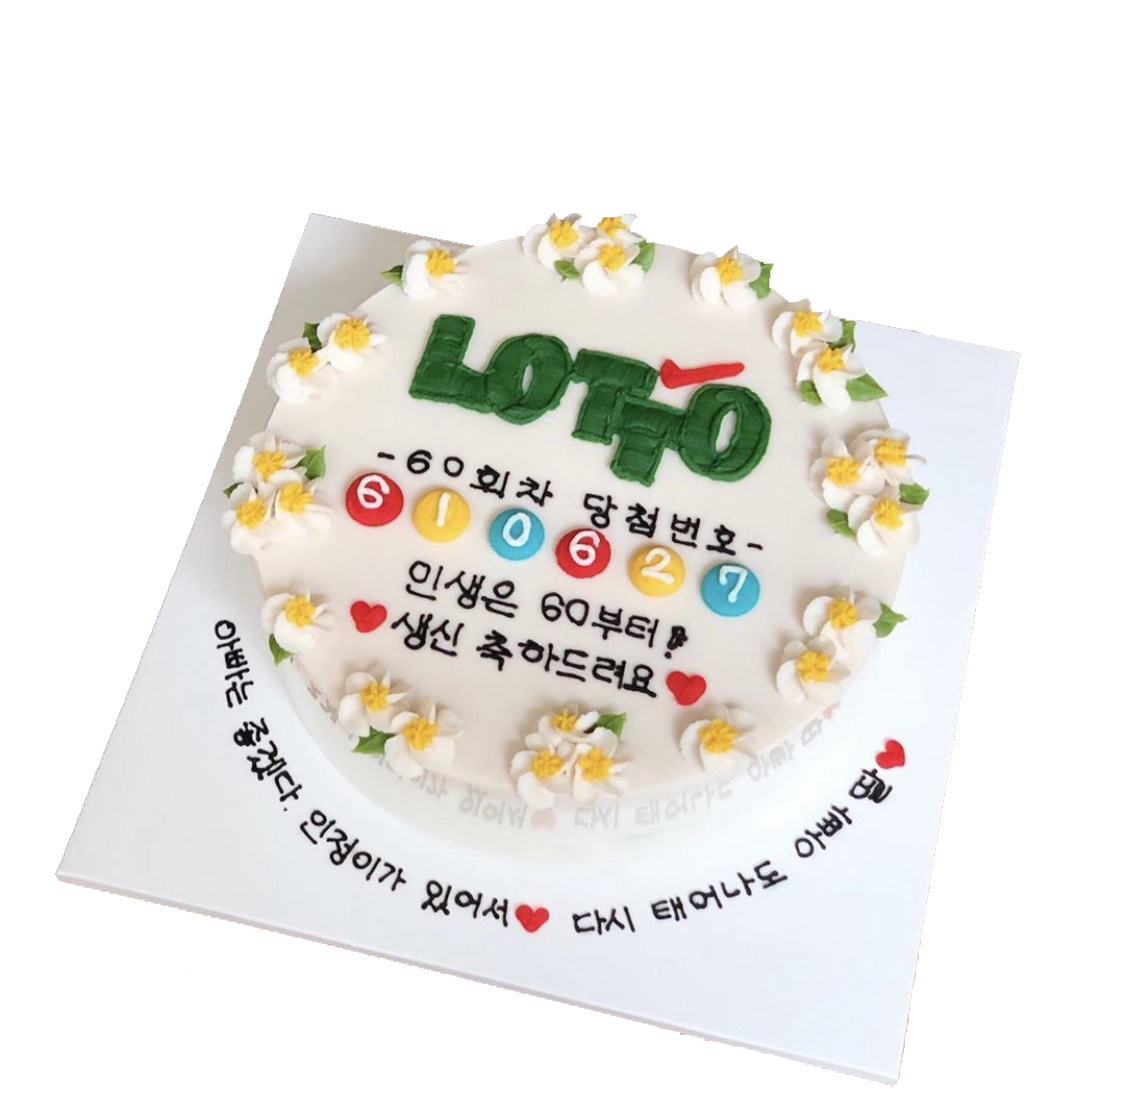 LOTTO
-60회차 당첨번호-
6 1 0 6 2 7
인생은 60부터!
생신 축하드려요
아빠는 좋겠다. 인정이가 있어서 다시 태어나도 아빠 딸